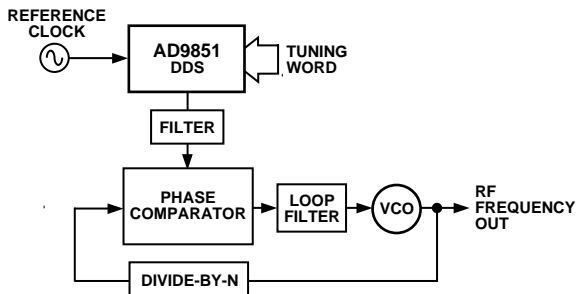 REFERENCE
CLOCK
AD9851
DDS
TUNING
WORD
FILTER
PHASE
COMPARATOR
LOOP
FILTER
VCO
RF
FREQUENCY
OUT
DIVIDE-BY-N